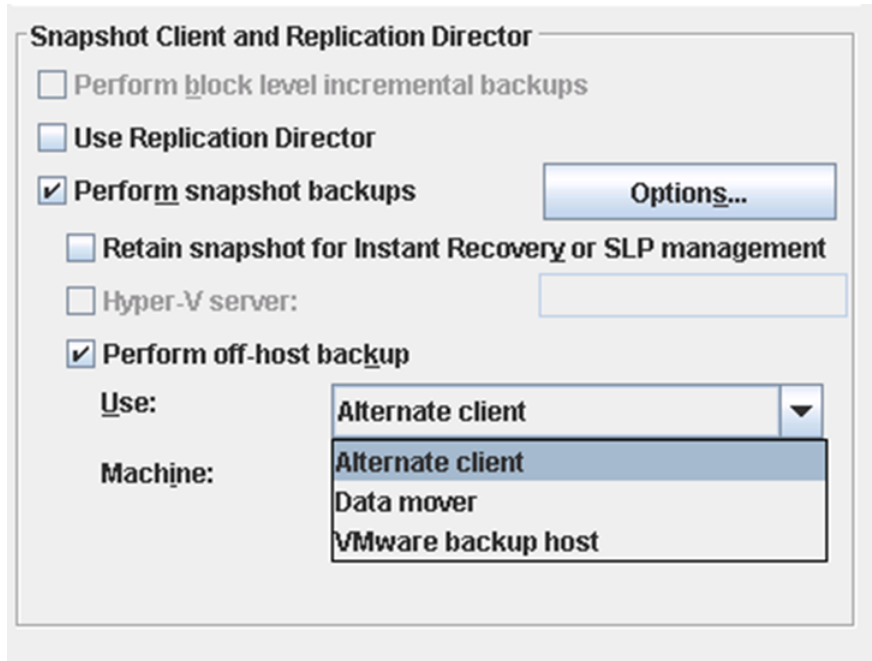 Snapshot Client and Replication Director
Perform block level incremental backups
Use Replication Director
Perform snapshot backups Options...
Retain snapshot for Instant Recovery or SLP management
Hyper-V server:
Perform off-host backup
Use: Alternate client
Alternate client
Machine:
Data mover
VMware backup host